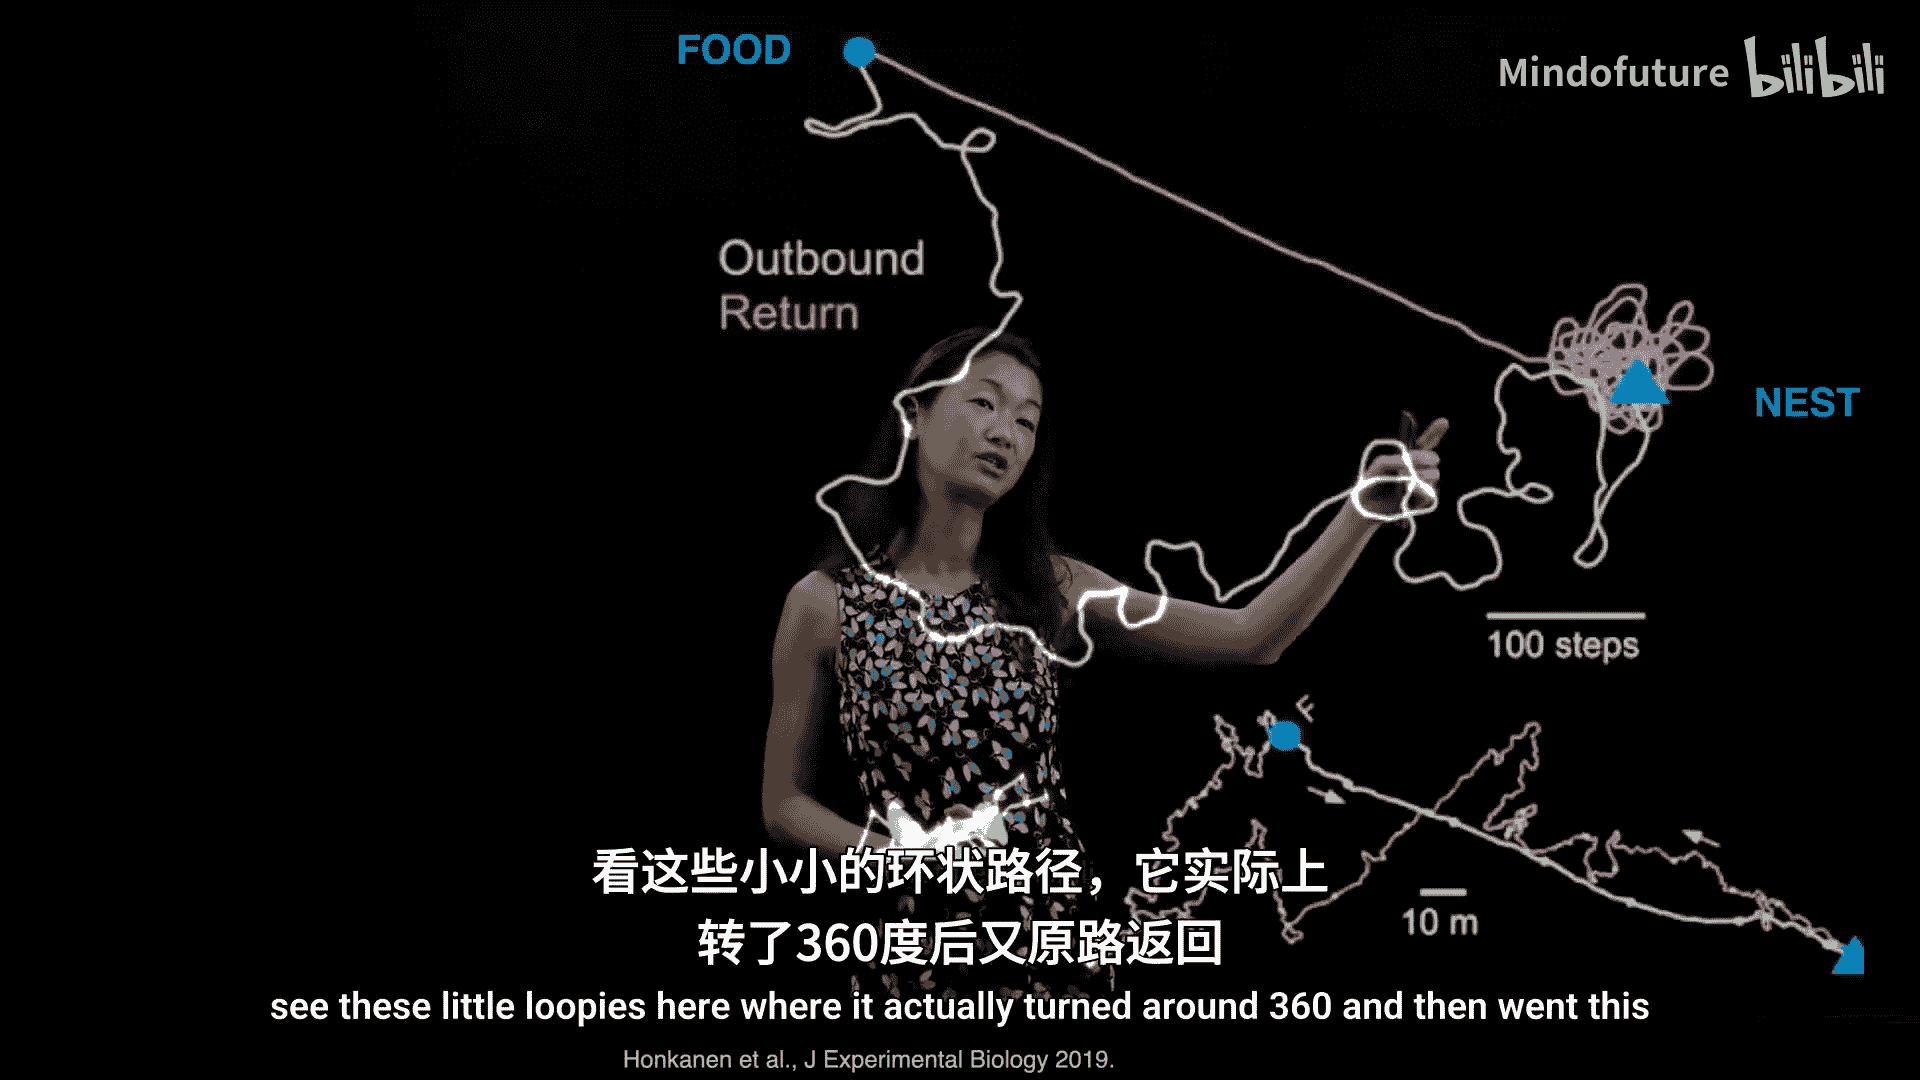 FOOD
Mindofuture bilibili
Outbound
Return
NEST
100 steps
F
10 m
看这些小小的环状路径，它实际上
转了360度后又原路返回
see these little loopies here where it actually turned around 360 and then went this
Honkanen et al., J Experimental Biology 2019.